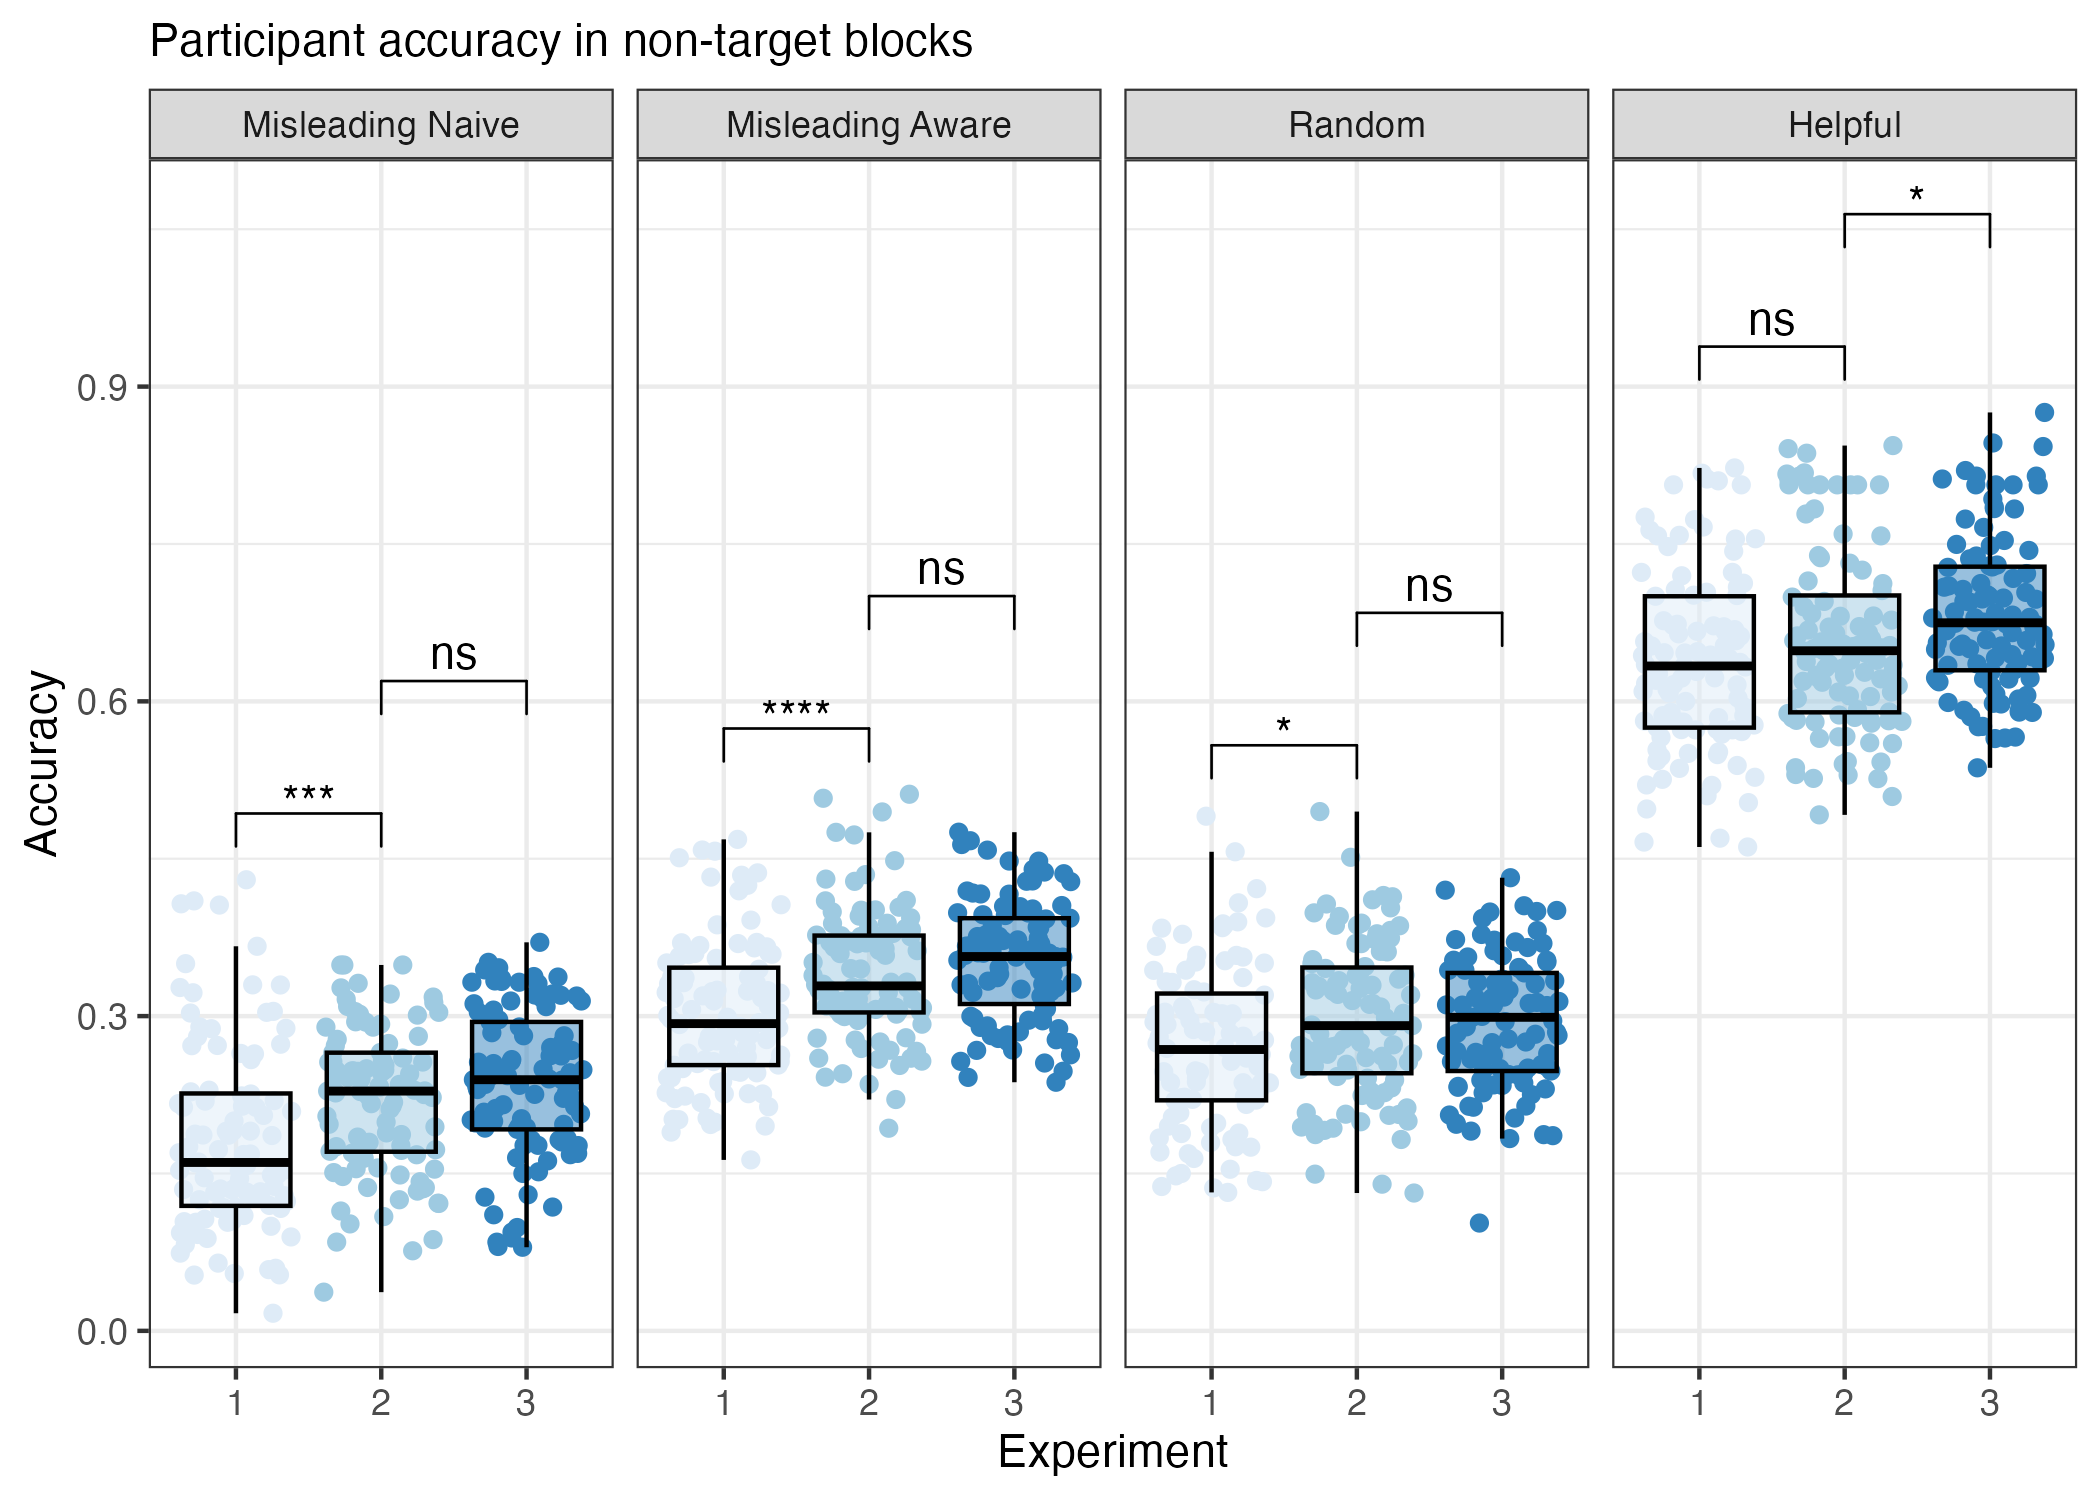 Participant accuracy in non-target blocks
Misleading Naive
Misleading Aware
Random
Helpful
*
ns
0.9
ns
ns
ns
0.6
****
*
***
0.3
0.0
Accuracy
1 2 3
1 2 3
1 2 3
1 2 3
Experiment